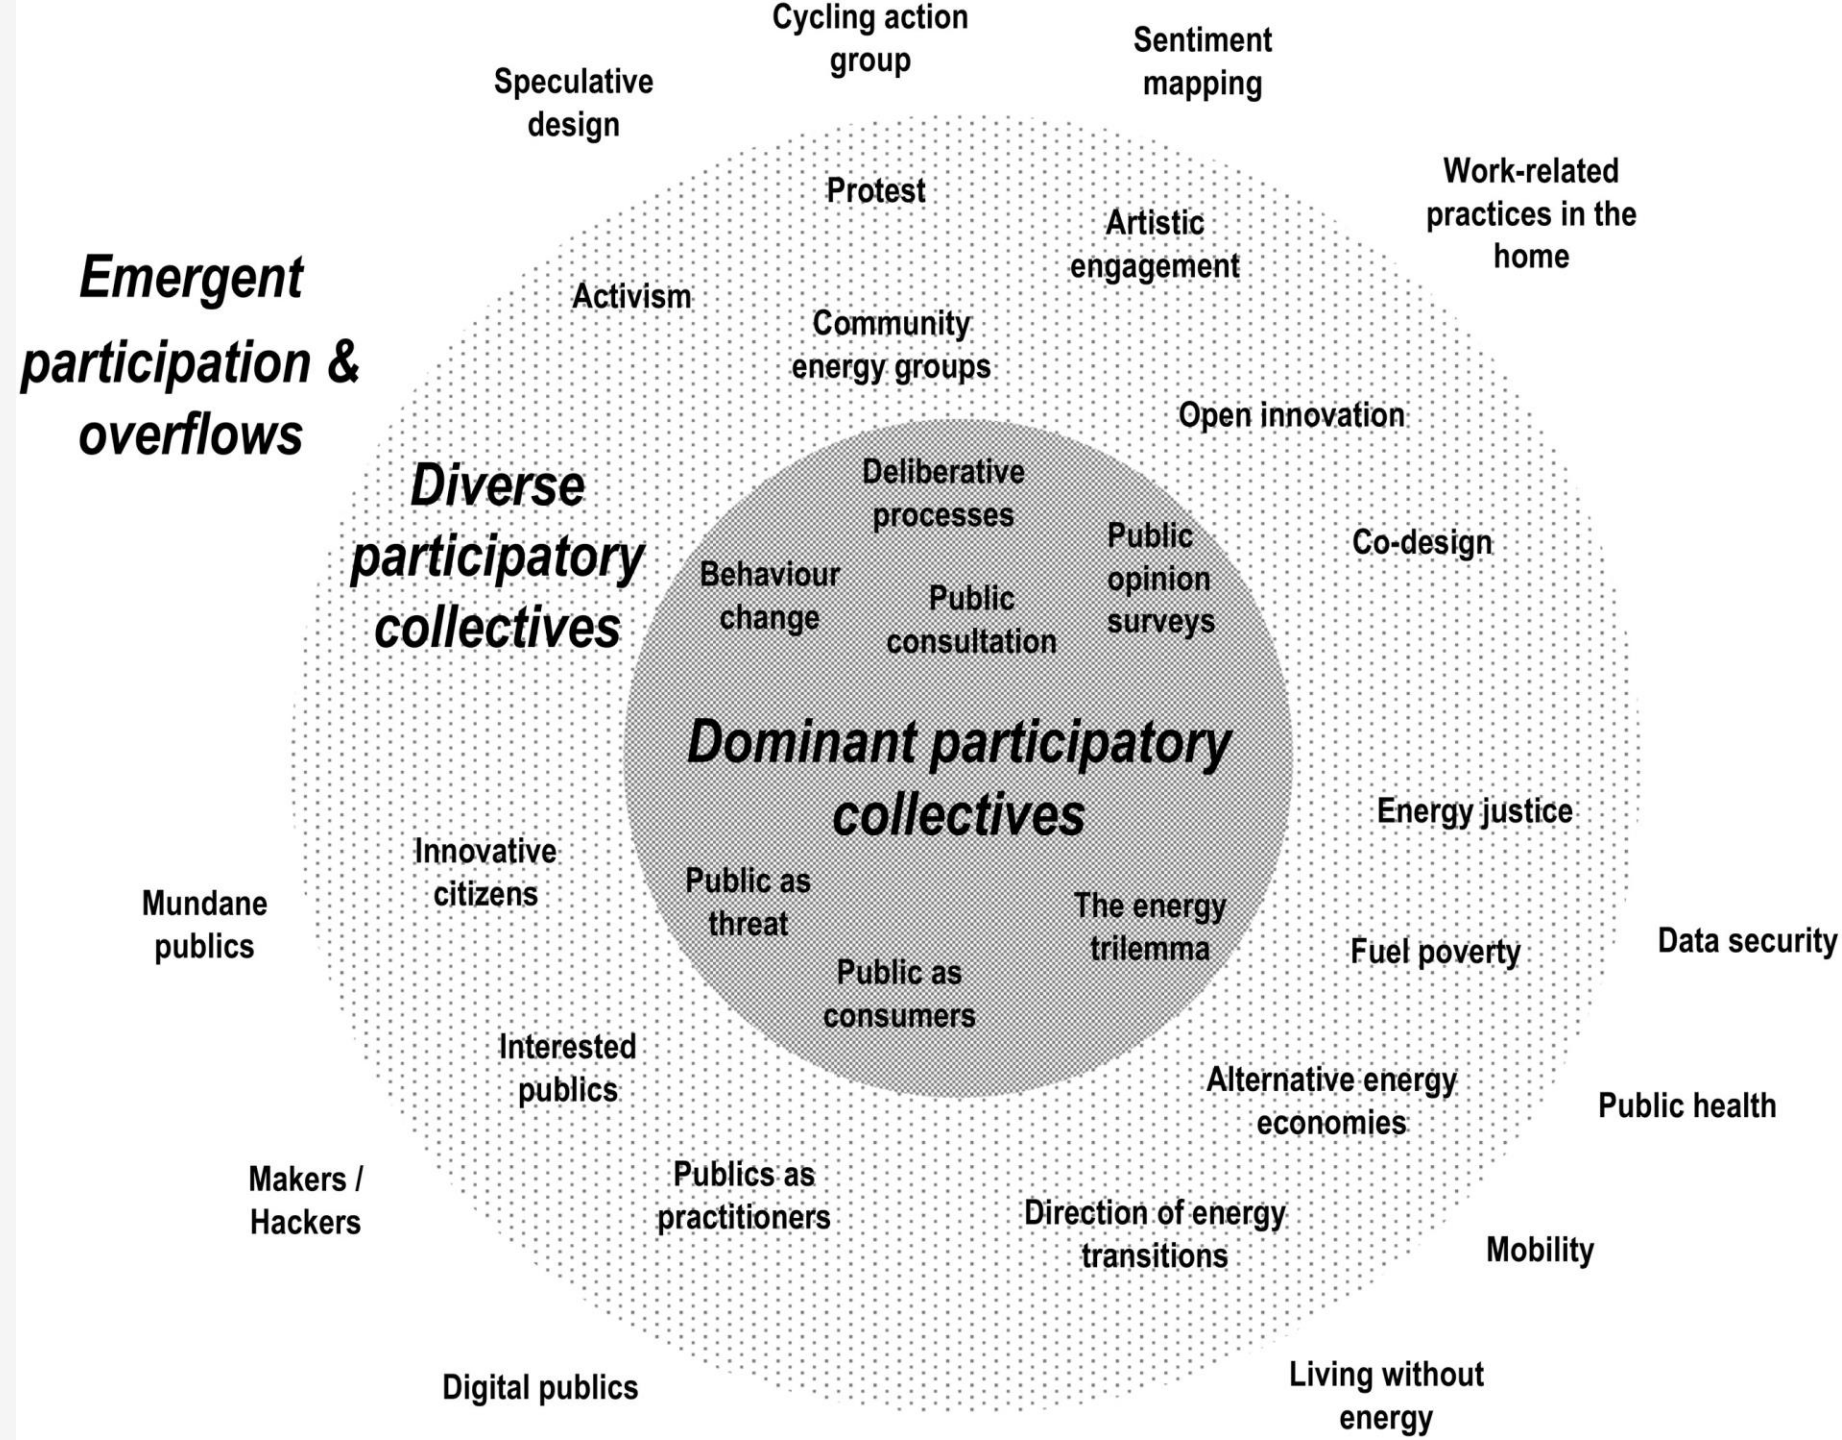 Cycling action
group
Sentiment
mapping
Speculative
design
Work-related
practices in the
home
Protest
Artistic
engagement
Emergent
participation &
overflows
Activism
Community
energy groups
Open innovation
Diverse
participatory
collectives
Deliberative
processes
Public
opinion
surveys
Co-design
Behaviour
change
Public
consultation
Dominant participatory
collectives
Energy justice
Innovative
citizens
Public as
threat
The energy
trilemma
Mundane
publics
Fuel poverty
Data security
Public as
consumers
Interested
publics
Alternative energy
economies
Public health
Makers /
Hackers
Publics as
practitioners
Direction of energy
transitions
Mobility
Digital publics
Living without
energy